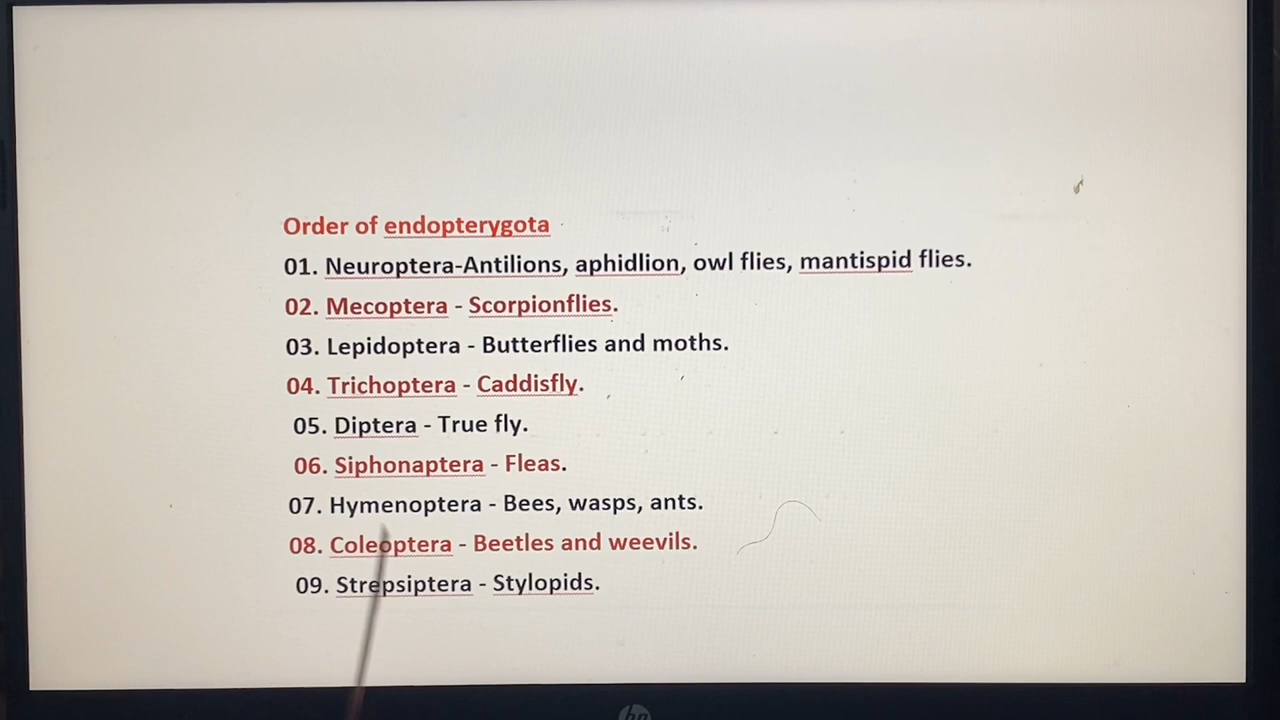 Order of endopterygota
01. Neuroptera-Antilions, aphidlion, owl flies, mantispid flies.
02. Mecoptera - Scorpionflies.
03. Lepidoptera - Butterflies and moths.
04. Trichoptera - Caddisfly.
05. Diptera - True fly.
06. Siphonaptera - Fleas.
07. Hymenoptera - Bees, wasps, ants.
08. Coleoptera - Beetles and weevils.
09. Strepsiptera - Stylopids.
hp